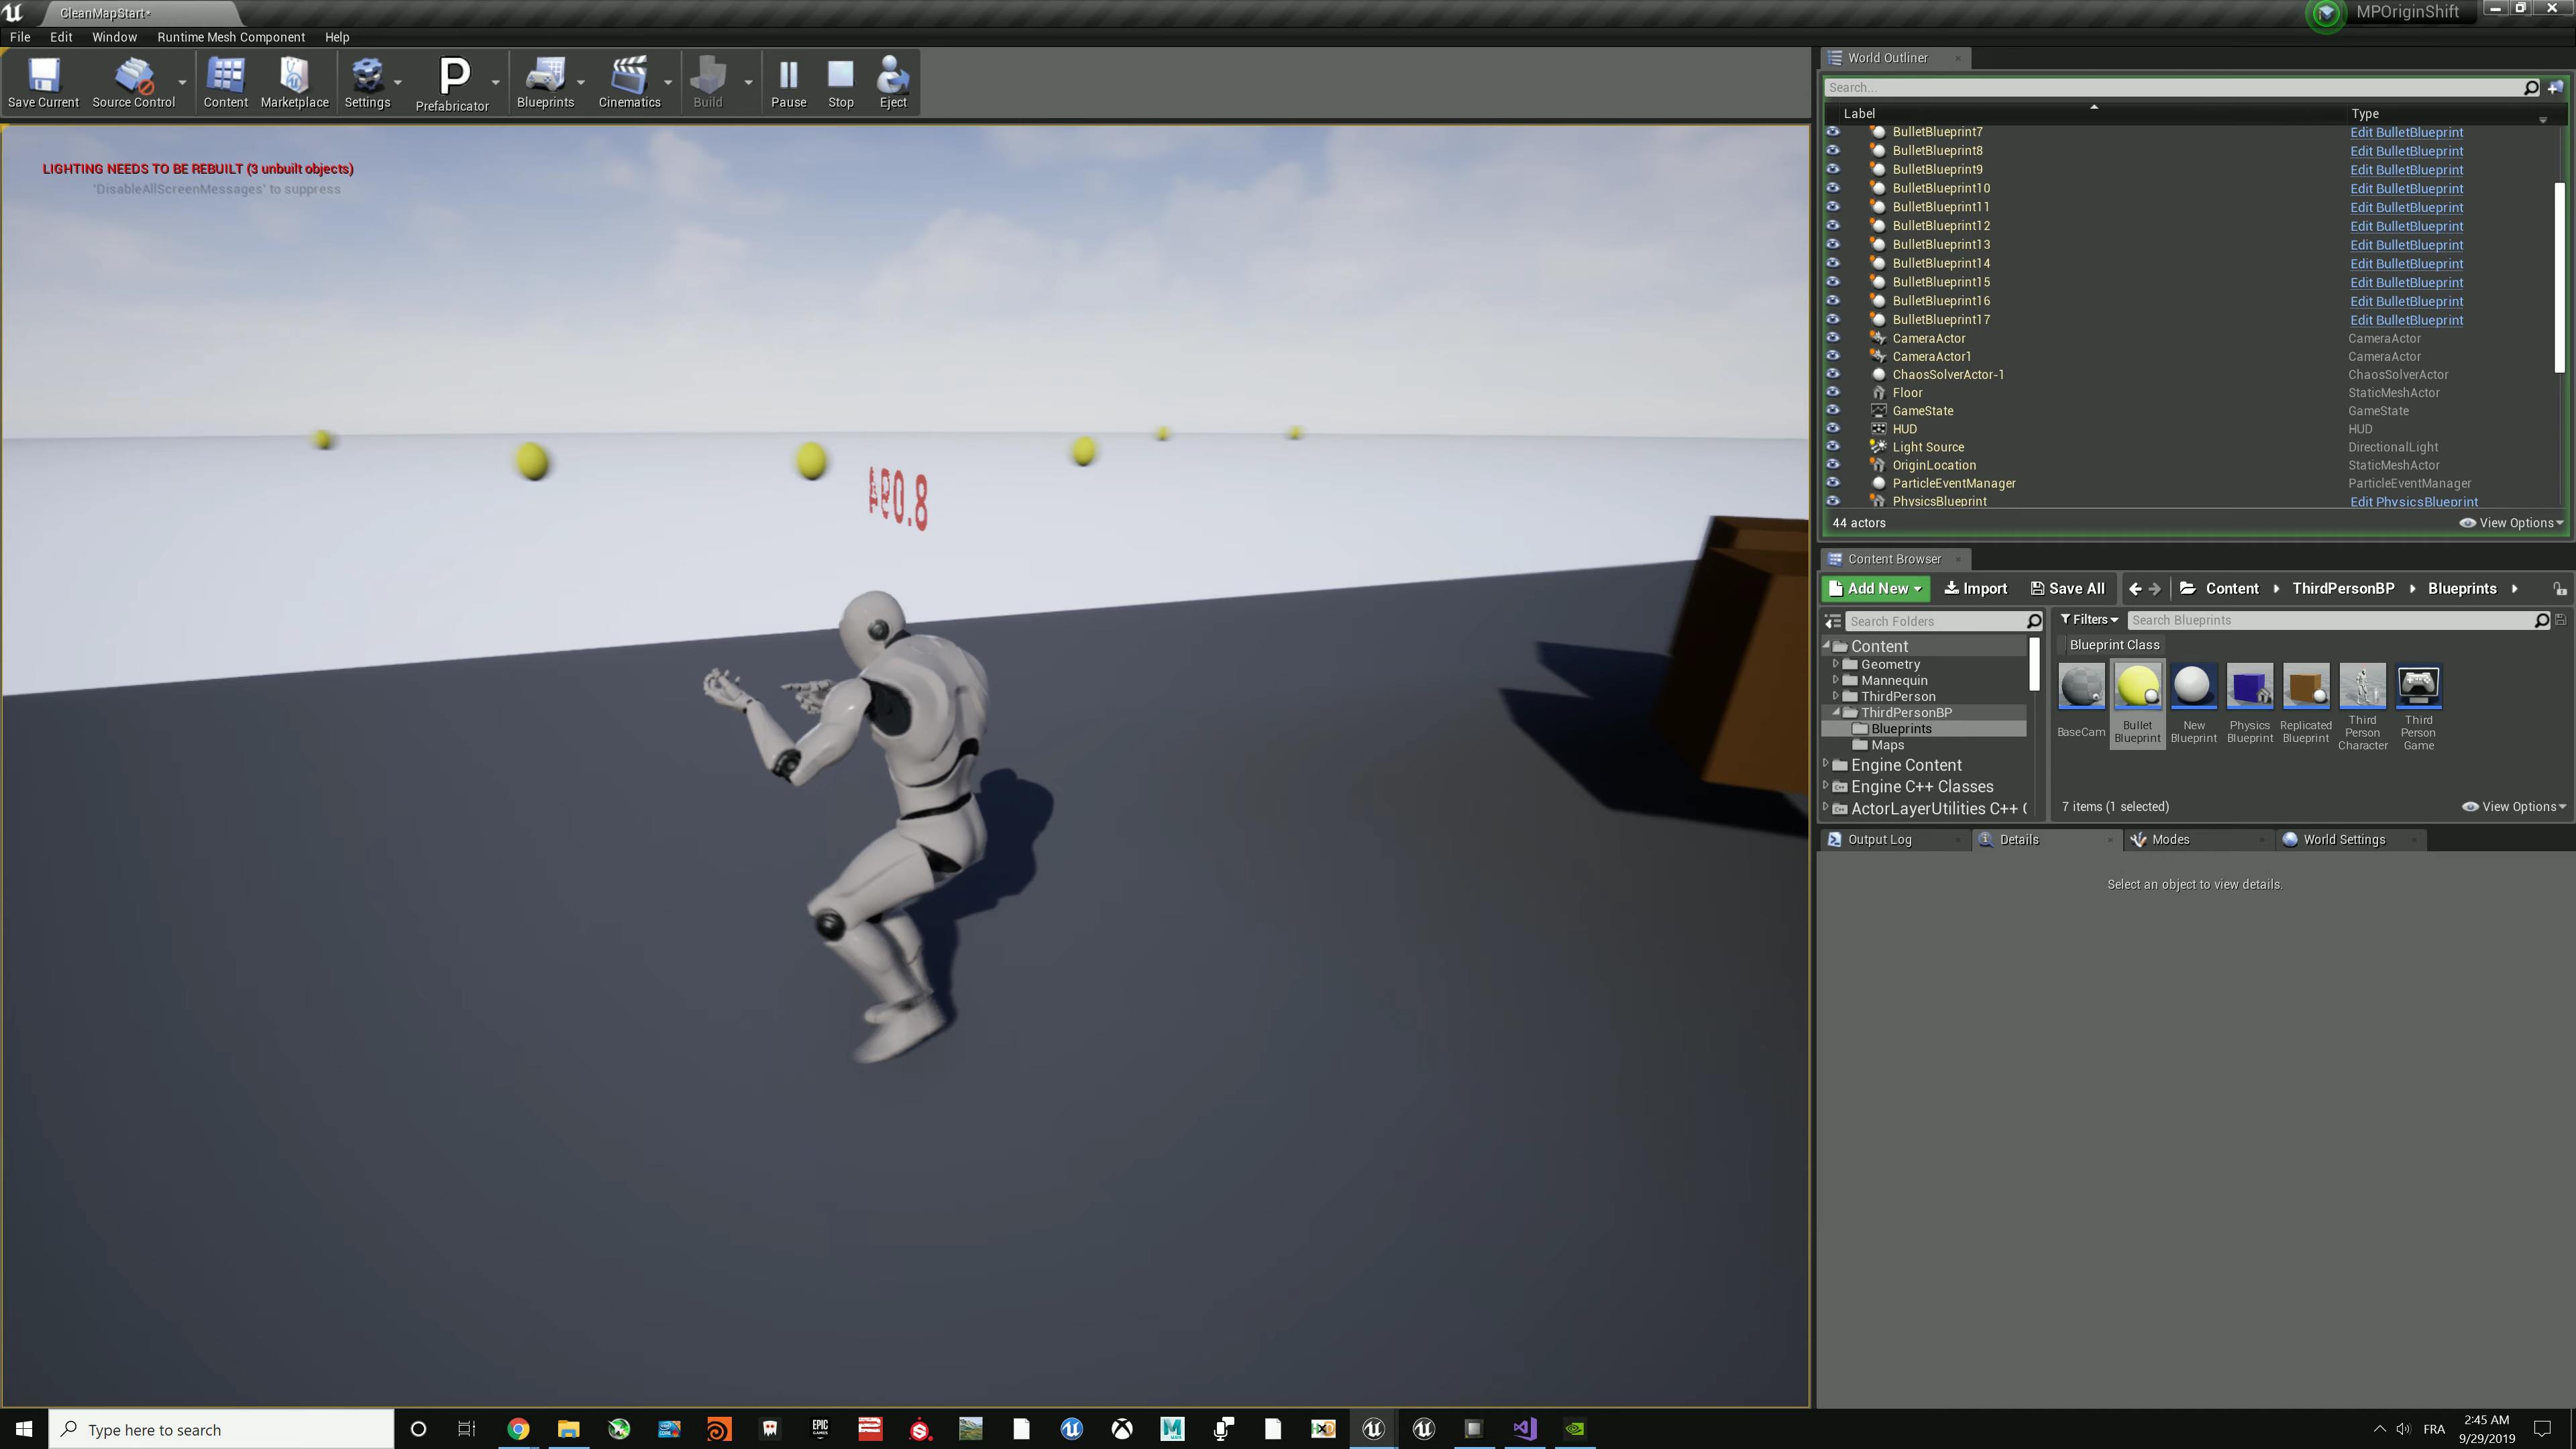 CleanMapStart*
MPOriginShift
File Edit Window Runtime Mesh Component Help
Save Current Source Control Content Marketplace Settings Prefabricator Blueprints Cinematics Build Pause Stop Eject
LIGHTING NEEDS TO BE REBUILT (3 unbuilt objects)
'DisableAllScreenMessages' to suppress
World Outliner
Search...
Label Type
BulletBlueprint7 Edit BulletBlueprint
BulletBlueprint8 Edit BulletBlueprint
BulletBlueprint9 Edit BulletBlueprint
BulletBlueprint10 Edit BulletBlueprint
BulletBlueprint11 Edit BulletBlueprint
BulletBlueprint12 Edit BulletBlueprint
BulletBlueprint13 Edit BulletBlueprint
BulletBlueprint14 Edit BulletBlueprint
BulletBlueprint15 Edit BulletBlueprint
BulletBlueprint16 Edit BulletBlueprint
BulletBlueprint17 Edit BulletBlueprint
CameraActor CameraActor
CameraActor1 CameraActor
ChaosSolverActor-1 ChaosSolverActor
Floor StaticMeshActor
GameState GameState
HUD HUD
Light Source DirectionalLight
OriginLocation StaticMeshActor
ParticleEventManager ParticleEventManager
PhysicsBlueprint Edit PhysicsBlueprint
44 actors View Options
Content Browser
Add New Import Save All Content ThirdPersonBP Blueprints
Search Folders
Filters Search Blueprints
Blueprint Class
Content
Geometry
Mannequin
ThirdPerson
ThirdPersonBP
Blueprints
Maps
Engine Content
Engine C++ Classes
ActorLayerUtilities C++ (
BaseCam
Bullet
Blueprint
New
Blueprint
Physics
Blueprint
Replicated
Blueprint
Third
Person
Character
Third
Person
Game
7 items (1 selected) View Options
Output Log Details Modes World Settings
Select an object to view details.
Type here to search
EPIC
GAMES
FRA
2:45 AM
9/29/2019